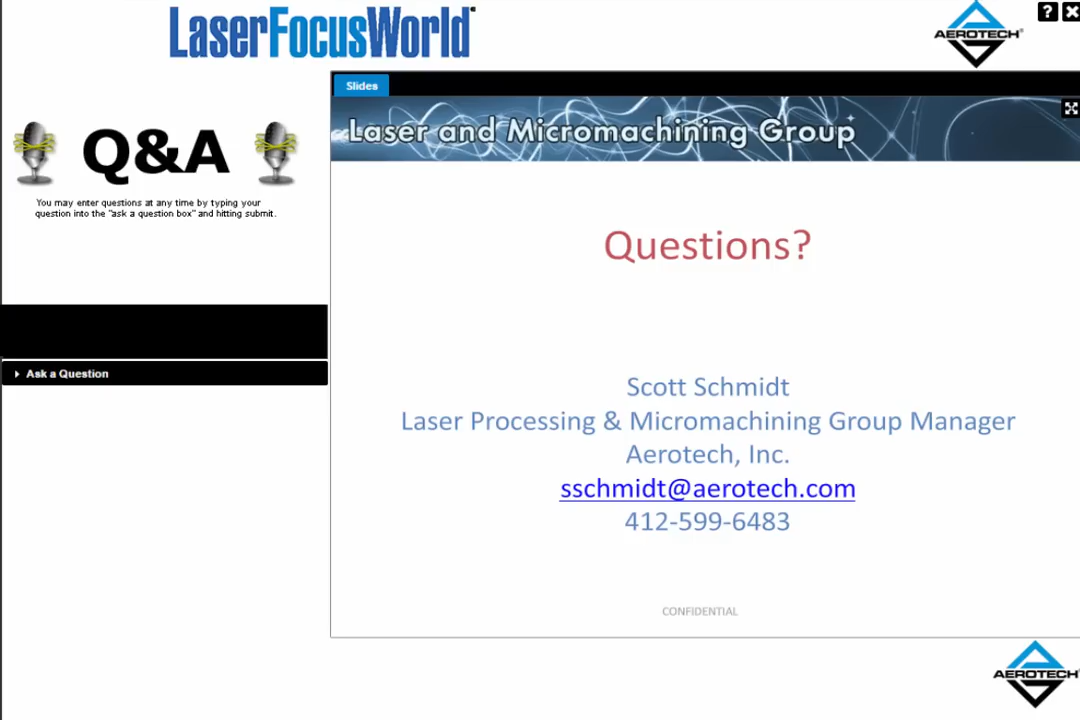 LaserFocusWorld
AEROTECH
?
Slides
Laser and Micromachining Group
Q&A
You may enter questions at any time by typing your
question into the "ask a question box" and hitting submit.
Ask a Question
Questions?
Scott Schmidt
Laser Processing & Micromachining Group Manager
Aerotech, Inc.
sschmidt@aerotech.com
412-599-6483
CONFIDENTIAL
AEROTECH